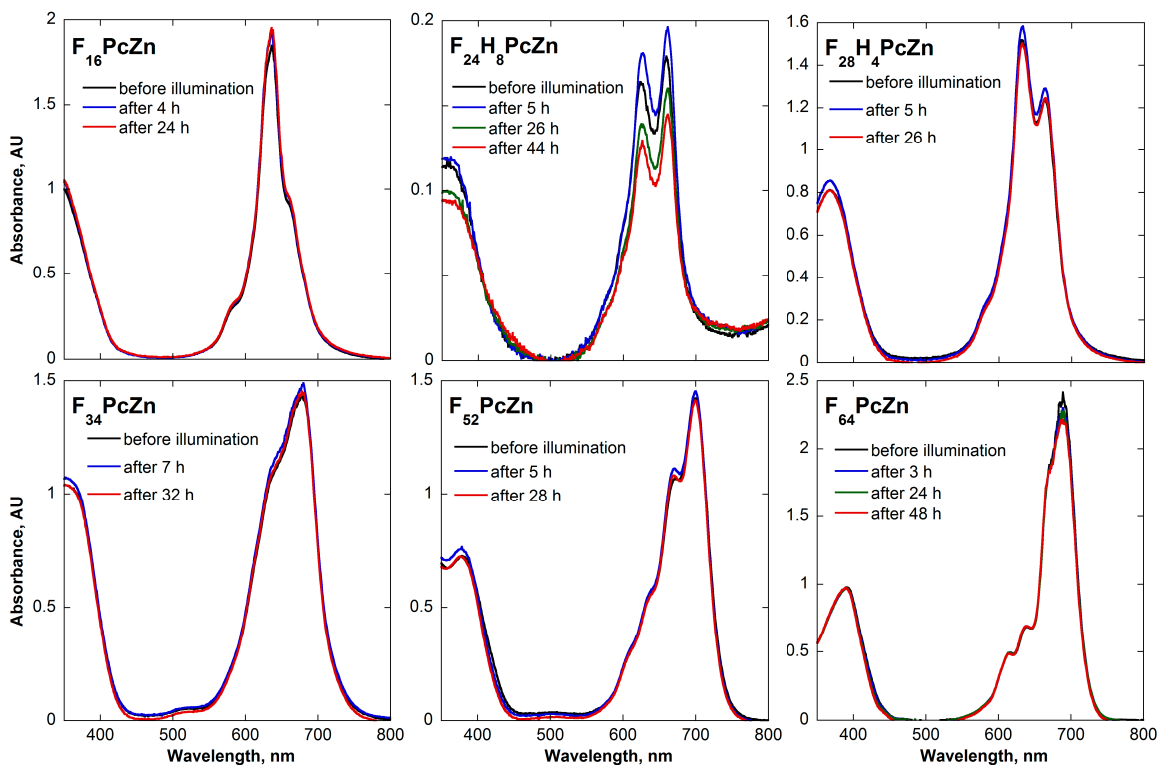 F16PcZn
before illumination
after 4 h
after 24 h
2
1.5
1
0.5
0
Absorbance, AU
F24H8PcZn
before illumination
after 5 h
after 26 h
after 44 h
0.2
0.1
0
F28H4PcZn
before illumination
after 5 h
after 26 h
1.6
1.4
1.2
1
0.8
0.6
0.4
0.2
0
F34PcZn
before illumination
after 7 h
after 32 h
1.5
1
0.5
0
Absorbance, AU
400 500 600 700 800
Wavelength, nm
F52PcZn
before illumination
after 5 h
after 28 h
1.5
1
0.5
0
400 500 600 700 800
Wavelength, nm
F64PcZn
before illumination
after 3 h
after 24 h
after 48 h
2.5
2
1.5
1
0.5
0
400 500 600 700 800
Wavelength, nm